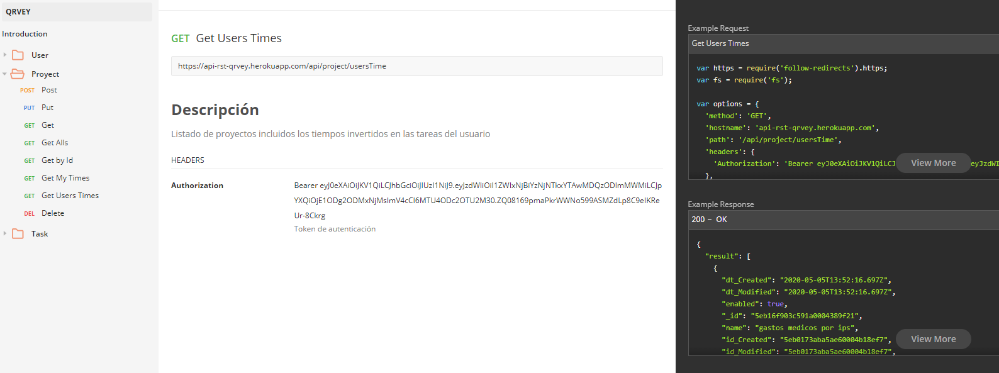 QRVEY
Introduction
User
Proyect
POST Post
PUT Put
GET Get
GET Get Alls
GET Get by Id
GET Get My Times
GET Get Users Times
DEL Delete
Task
GET Get Users Times
https://api-rst-qrvey.herokuapp.com/api/project/usersTime
Descripción
Listado de proyectos incluidos los tiempos invertidos en las tareas del usuario
HEADERS
Authorization
Bearer eyJ0eXAiOiJKV1QiLCJhbGciOiJIUzI1NiJ9.eyJzdWIiOiI1ZWIxNjBiYzNjNTkxYTAwMDQzODlmMWMiLCJp
YXQiOjE1ODg2ODMxNjMsImV4cCI6MTU4ODc2OTU2M30.ZQ08169pmaPkrWWNo599ASMZdLp8C9eIKRe
Ur-8Ckrg
Token de autenticación
Example Request
Get Users Times
var https = require('follow-redirects').https;
var fs = require('fs');
var options = {
'method': 'GET',
'hostname': 'api-rst-qrvey.herokuapp.com',
'path': '/api/project/usersTime',
'headers': {
'Authorization': 'Bearer eyJ0eXAiOiJKV1QiLCJ
View More
eyJzdWI
},
Example Response
200 − OK
{
"result": [
{
"dt_Created": "2020-05-05T13:52:16.697Z",
"dt_Modified": "2020-05-05T13:52:16.697Z",
"enabled": true,
"_id": "5eb16f903c591a0004389f21",
"name": "gastos medicos por ips",
"id_Created": "5eb0173aba5ae60004b18ef7",
View More
"id_Modified": "5eb0173aba5ae60004b18ef7",